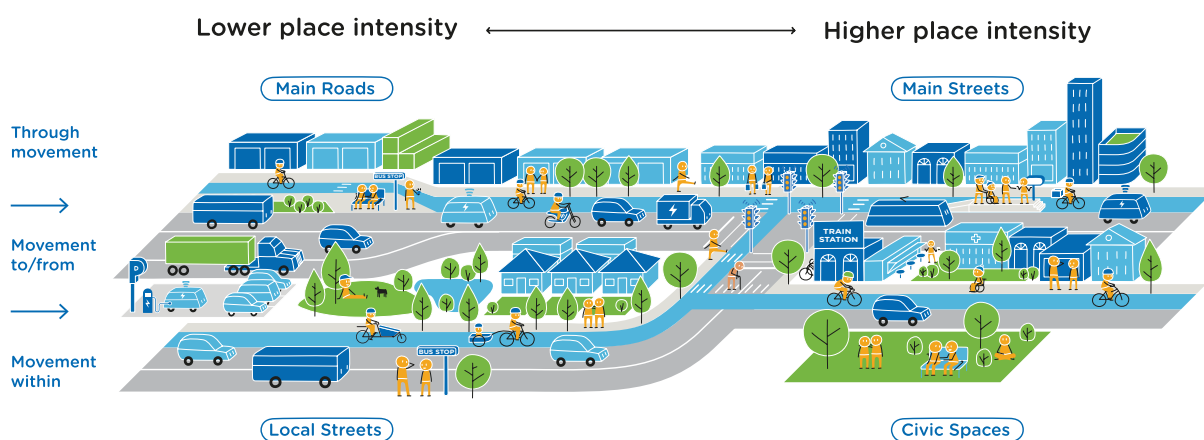 Lower place intensity
Higher place intensity
Main Roads
Main Streets
Through
movement
BUS STOP
Movement
to/from
TRAIN
STATION
P
Movement
within
BUS STOP
Local Streets
Civic Spaces